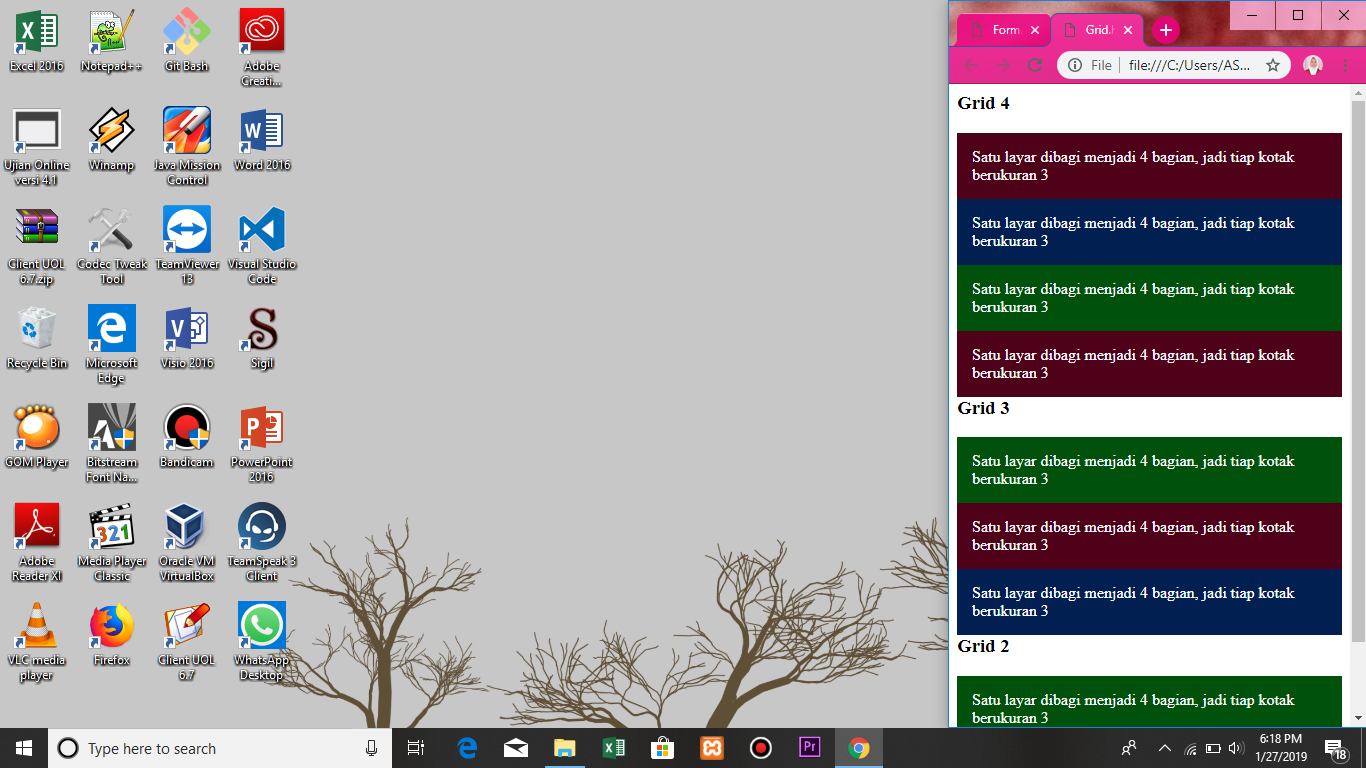 Excel 2016
Notepad++
Git Bash
Adobe
Creati...
Ujian Online
versi 4.1
Winamp
Java Mission
Control
Word 2016
Client UOL
6.7.zip
Codec Tweak
Tool
TeamViewer
13
Visual Studio
Code
Recycle Bin
Microsoft
Edge
Visio 2016
Sigil
GOM Player
Bitstream
Font Na...
Bandicam
PowerPoint
2016
Adobe
Reader XI
Media Player
Classic
Oracle VM
VirtualBox
TeamSpeak 3
Client
VLC media
player
Firefox
Client UOL
6.7
WhatsApp
Desktop
Form
Grid.
File
file:///C:/Users/AS...
Grid 4
Satu layar dibagi menjadi 4 bagian, jadi tiap kotak
berukuran 3
Satu layar dibagi menjadi 4 bagian, jadi tiap kotak
berukuran 3
Satu layar dibagi menjadi 4 bagian, jadi tiap kotak
berukuran 3
Satu layar dibagi menjadi 4 bagian, jadi tiap kotak
berukuran 3
Grid 3
Satu layar dibagi menjadi 4 bagian, jadi tiap kotak
berukuran 3
Satu layar dibagi menjadi 4 bagian, jadi tiap kotak
berukuran 3
Satu layar dibagi menjadi 4 bagian, jadi tiap kotak
berukuran 3
Grid 2
Satu layar dibagi menjadi 4 bagian, jadi tiap kotak
berukuran 3
Type here to search
Pr
6:18 PM
1/27/2019
18